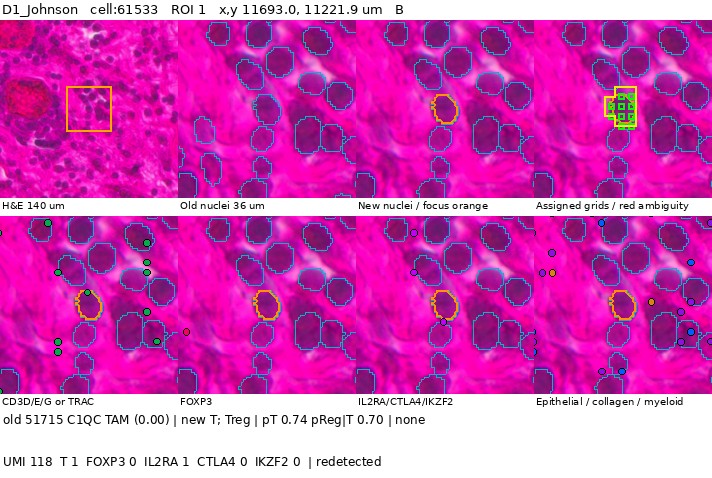 D1_Johnson   cell:61533   ROI 1   x,y 11693.0, 11221.9 um   B
H&E 140 um
Old nuclei 36 um
New nuclei / focus orange
Assigned grids / red ambiguity
CD3D/E/G or TRAC
FOXP3
IL2RA/CTLA4/IKZF2
Epithelial / collagen / myeloid
old 51715 C1QC TAM (0.00) | new T; Treg | pT 0.74 pReg|T 0.70 | none
UMI 118  T 1  FOXP3 0  IL2RA 1  CTLA4 0  IKZF2 0  | redetected